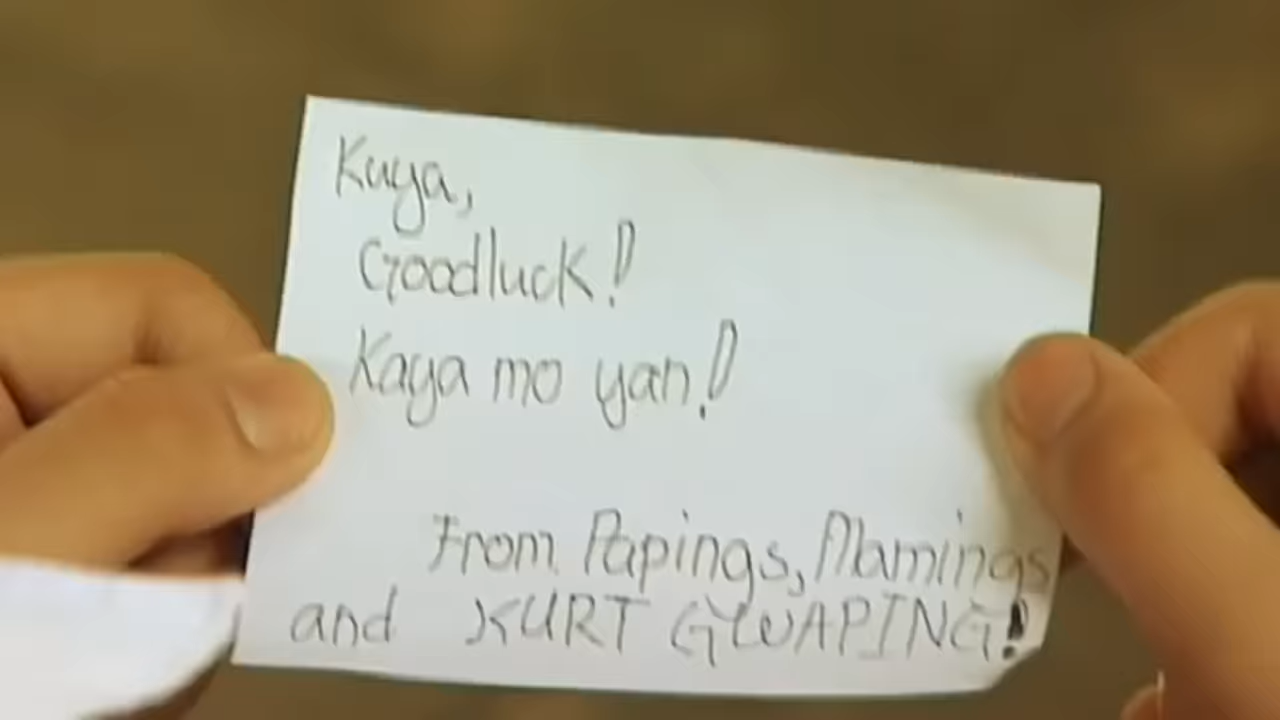 Kuya,
Goodluck!
Kaya mo yan!
From Papings, Mamings
and KURT GWAPING!